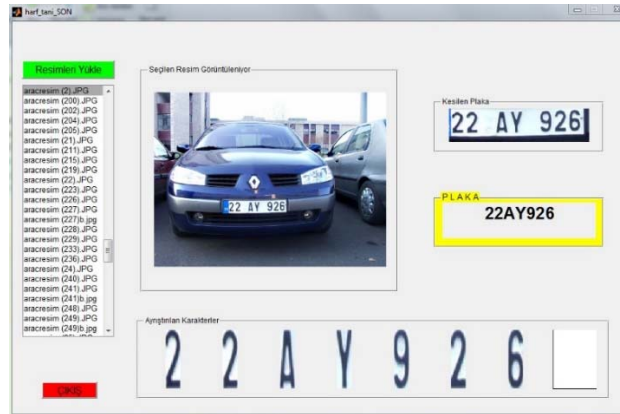 harf_tani_SON
Resimleri Yükle
aracresim (2).JPG
aracresim (200).JPG
aracresim (202).JPG
aracresim (204).JPG
aracresim (205).JPG
aracresim (21).JPG
aracresim (211).JPG
aracresim (215).JPG
aracresim (219).JPG
aracresim (22).JPG
aracresim (223).JPG
aracresim (226).JPG
aracresim (227).JPG
aracresim (227)b.jpg
aracresim (228).JPG
aracresim (229).JPG
aracresim (233).JPG
aracresim (236).JPG
aracresim (24).JPG
aracresim (240).JPG
aracresim (241).JPG
aracresim (241)b.jpg
aracresim (248).JPG
aracresim (249).JPG
aracresim (249)b.jpg
ÇIKIŞ
Seçilen Resim Görüntüleniyor
22 AY 926
Kesilen Plaka
22 AY 926
PLAKA
22AY926
Ayrıştırılan Karakterler
2 2 A Y 9 2 6